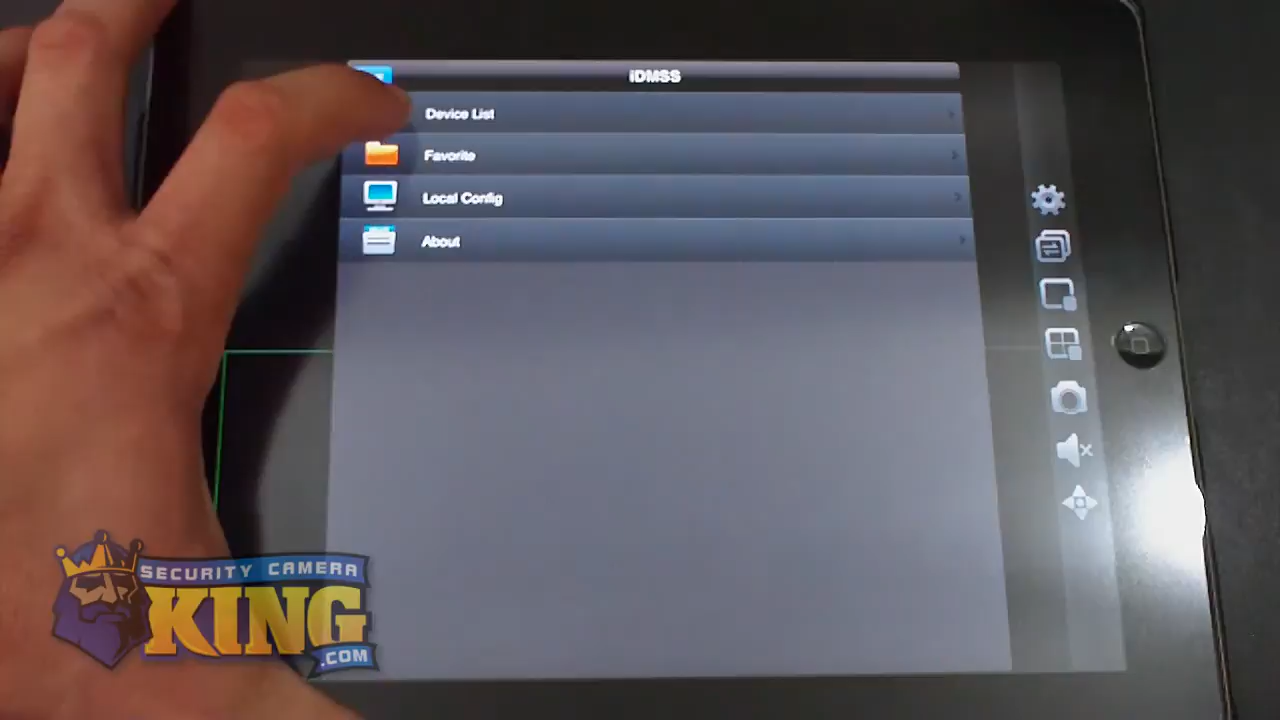 iDMSS
Device List
Favorite
Local Config
About
SECURITY CAMERA
KING
.COM